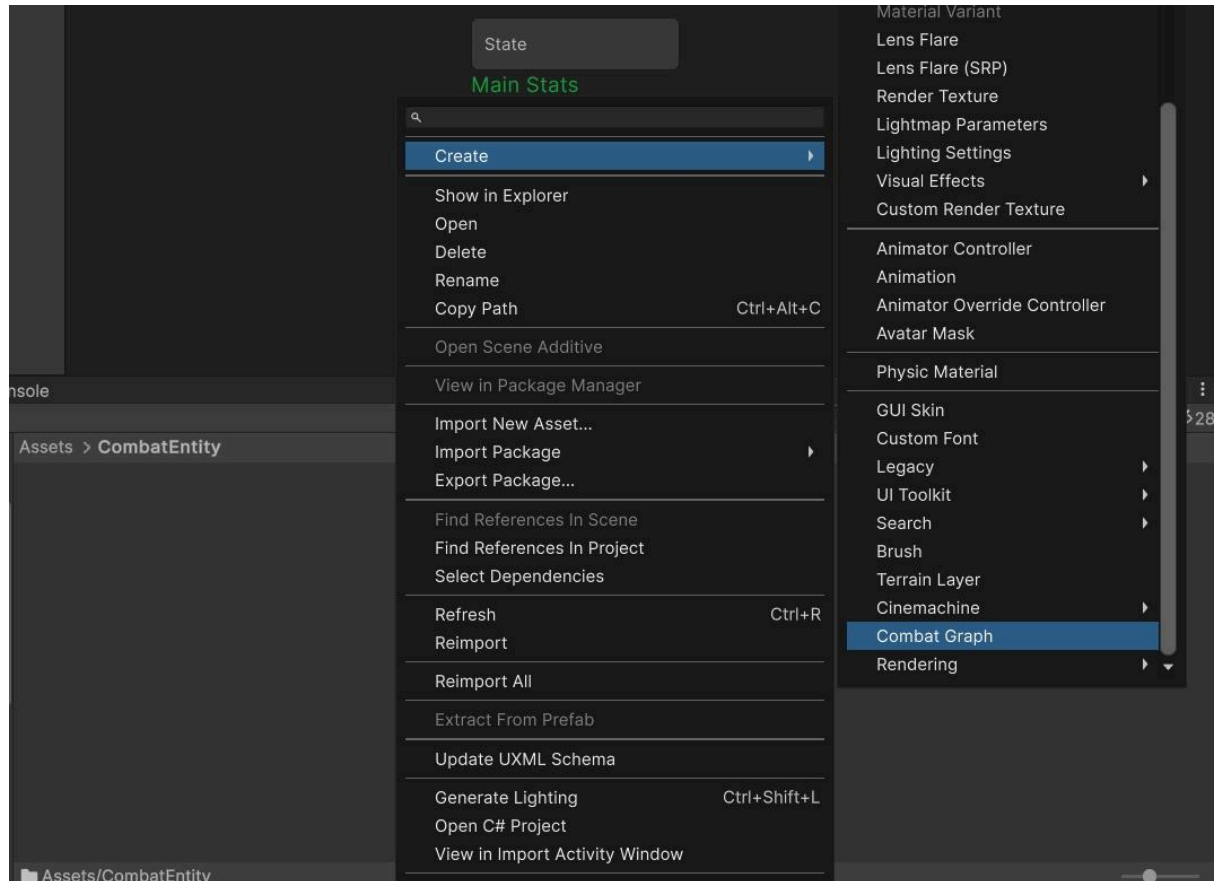 State
Main Stats
Create
Show in Explorer
Open
Delete
Rename
Copy Path Ctrl+Alt+C
Open Scene Additive
View in Package Manager
Import New Asset...
Import Package
Export Package...
Find References In Scene
Find References In Project
Select Dependencies
Refresh Ctrl+R
Reimport
Reimport All
Extract From Prefab
Update UXML Schema
Generate Lighting Ctrl+Shift+L
Open C# Project
View in Import Activity Window
Material Variant
Lens Flare
Lens Flare (SRP)
Render Texture
Lightmap Parameters
Lighting Settings
Visual Effects
Custom Render Texture
Animator Controller
Animation
Animator Override Controller
Avatar Mask
Physic Material
GUI Skin
Custom Font
Legacy
UI Toolkit
Search
Brush
Terrain Layer
Cinemachine
Combat Graph
Rendering
nsole
28
Assets > CombatEntity
Assets/CombatEntity